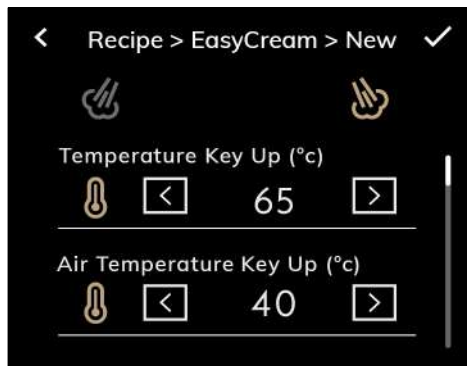 Recipe > EasyCream > New
Temperature Key Up (°c)
65
Air Temperature Key Up (°c)
40